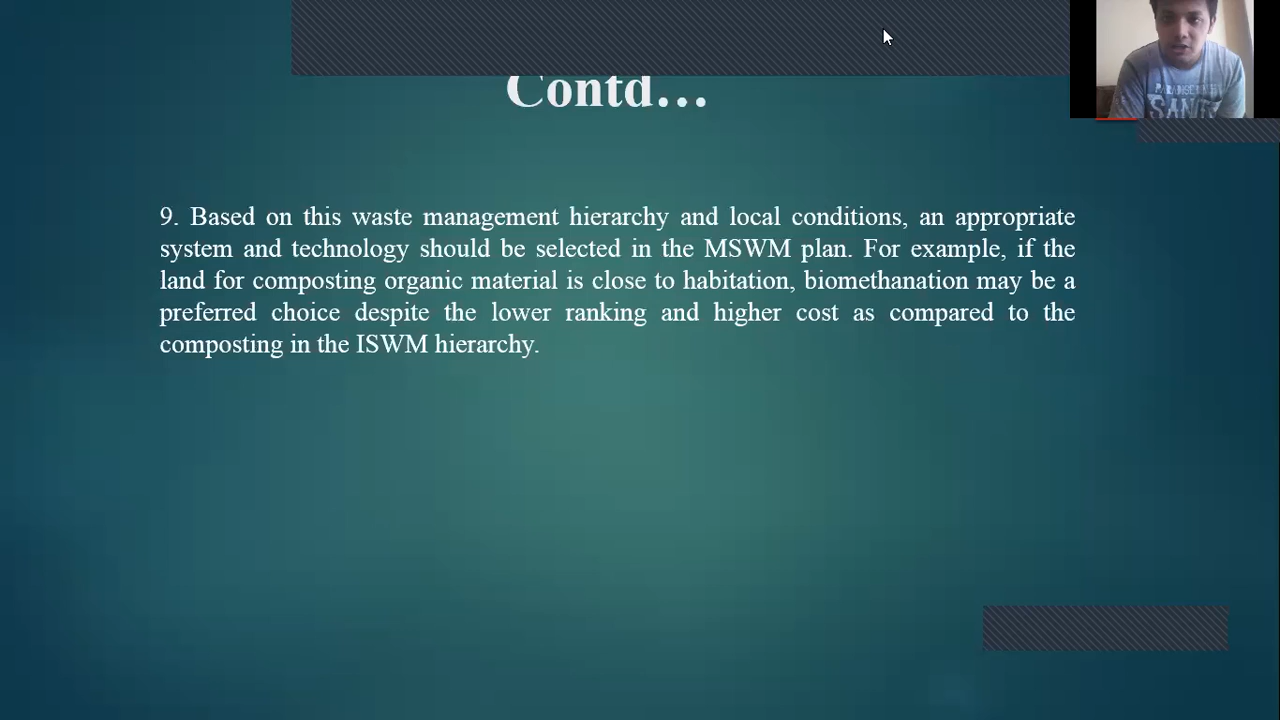 Contd...
9. Based on this waste management hierarchy and local conditions, an appropriate
system and technology should be selected in the MSWM plan. For example, if the
land for composting organic material is close to habitation, biomethanation may be a
preferred choice despite the lower ranking and higher cost as compared to the
composting in the ISWM hierarchy.